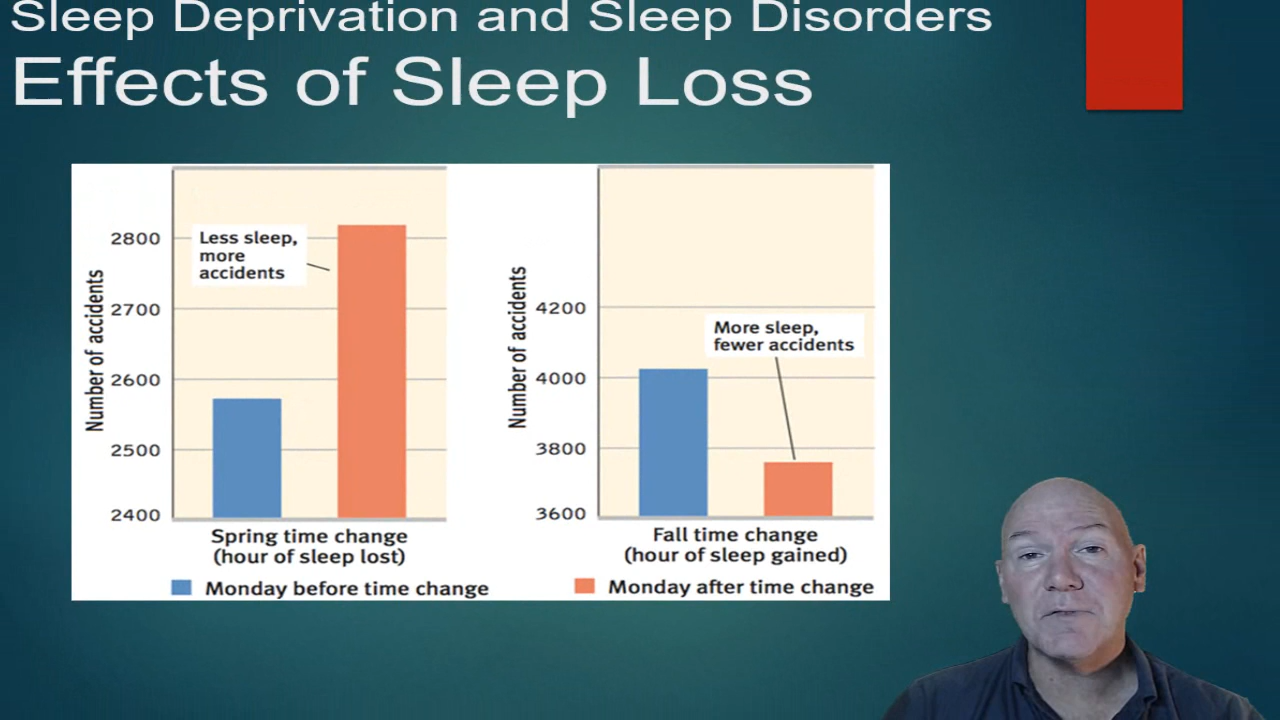 Sleep Deprivation and Sleep Disorders
Effects of Sleep Loss
Number of accidents
2800
2700
2600
2500
2400
Less sleep,
more
accidents
Spring time change
(hour of sleep lost)
Number of accidents
4200
4000
3800
3600
More sleep,
fewer accidents
Fall time change
(hour of sleep gained)
Monday before time change
Monday after time change